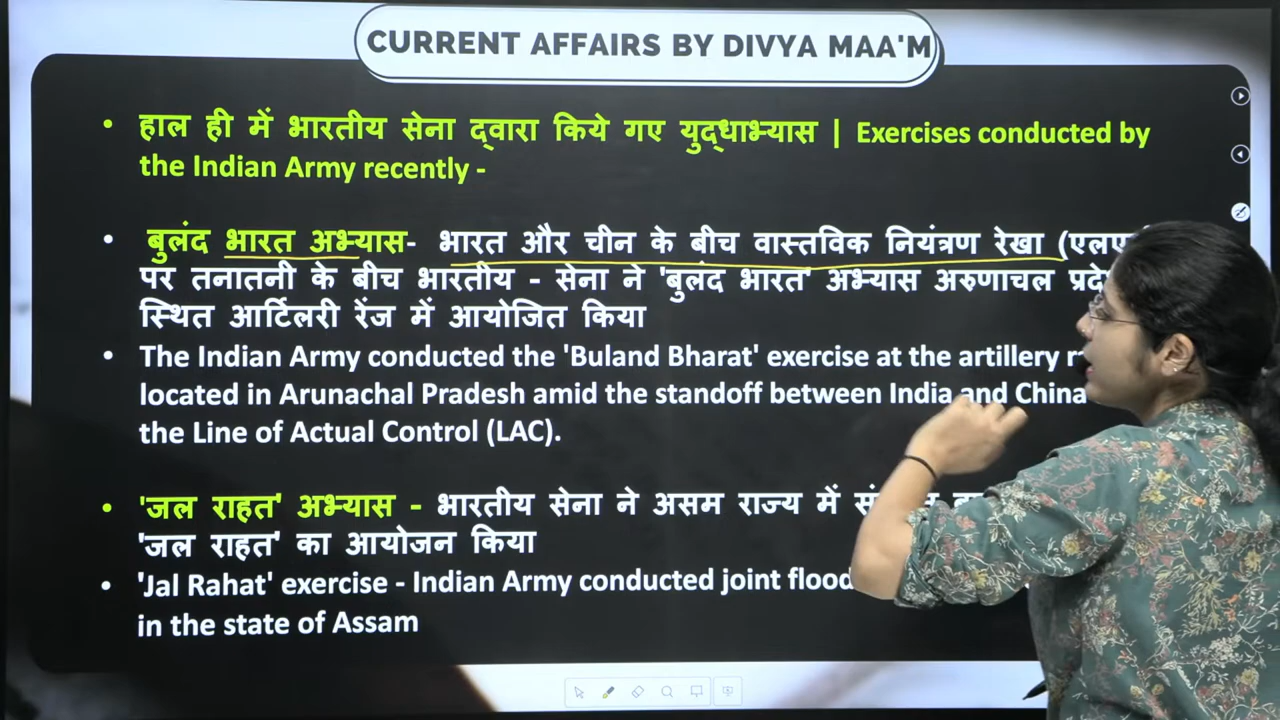 CURRENT AFFAIRS BY DIVYA MAA'M
• हाल ही में भारतीय सेना द्वारा किये गए युद्धाभ्यास | Exercises conducted by
the Indian Army recently -
• बुलंद भारत अभ्यास- भारत और चीन के बीच वास्तविक नियंत्रण रेखा
पर तनातनी के बीच भारतीय - सेना ने 'बुलंद भारत' अभ्यास अरुणाचल
स्थित आर्टिलरी रेंज में आयोजित किया
• The Indian Army conducted the 'Buland Bharat' exercise at the artillery
located in Arunachal Pradesh amid the standoff between India and China
the Line of Actual Control (LAC).
• 'जल राहत' अभ्यास - भारतीय सेना ने असम राज्य में
'जल राहत' का आयोजन किया
• 'Jal Rahat' exercise - Indian Army conducted joint flood
in the state of Assam